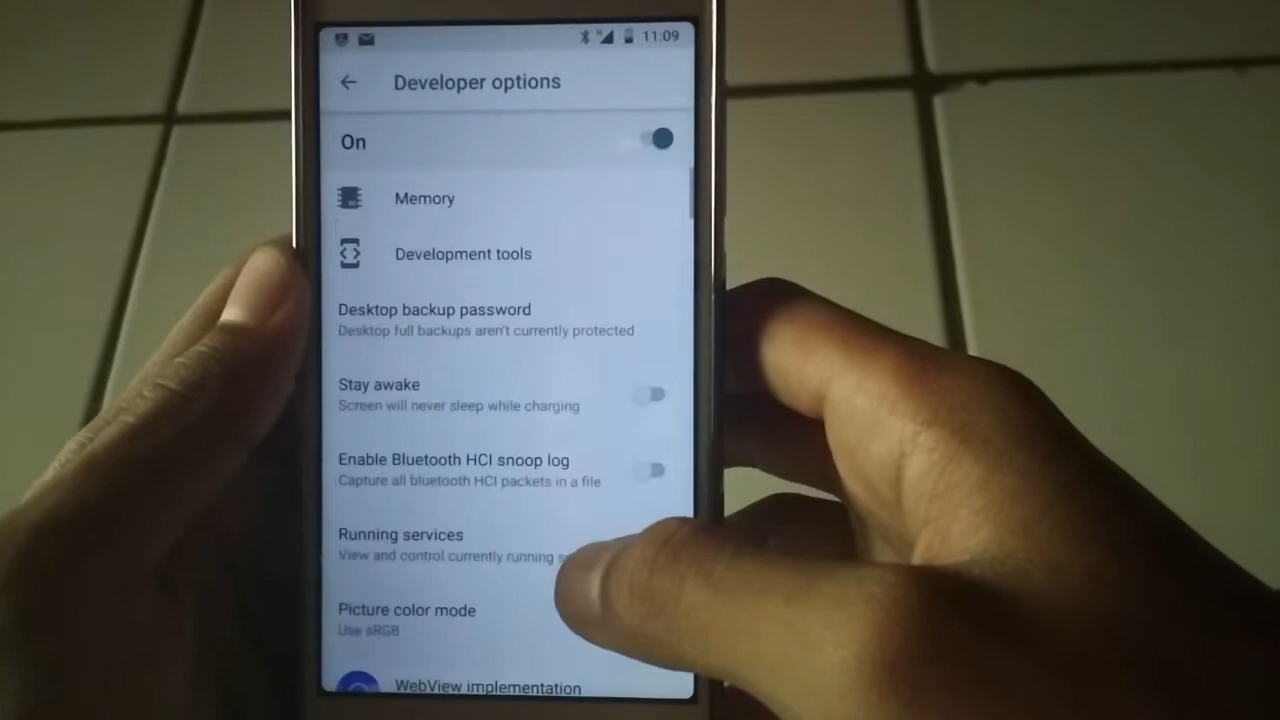 11:09
Developer options
On
Memory
Development tools
Desktop backup password
Desktop full backups aren't currently protected
Stay awake
Screen will never sleep while charging
Enable Bluetooth HCI snoop log
Capture all bluetooth HCI packets in a file
Running services
View and control currently running
Picture color mode
Use sRGB
WebView implementation